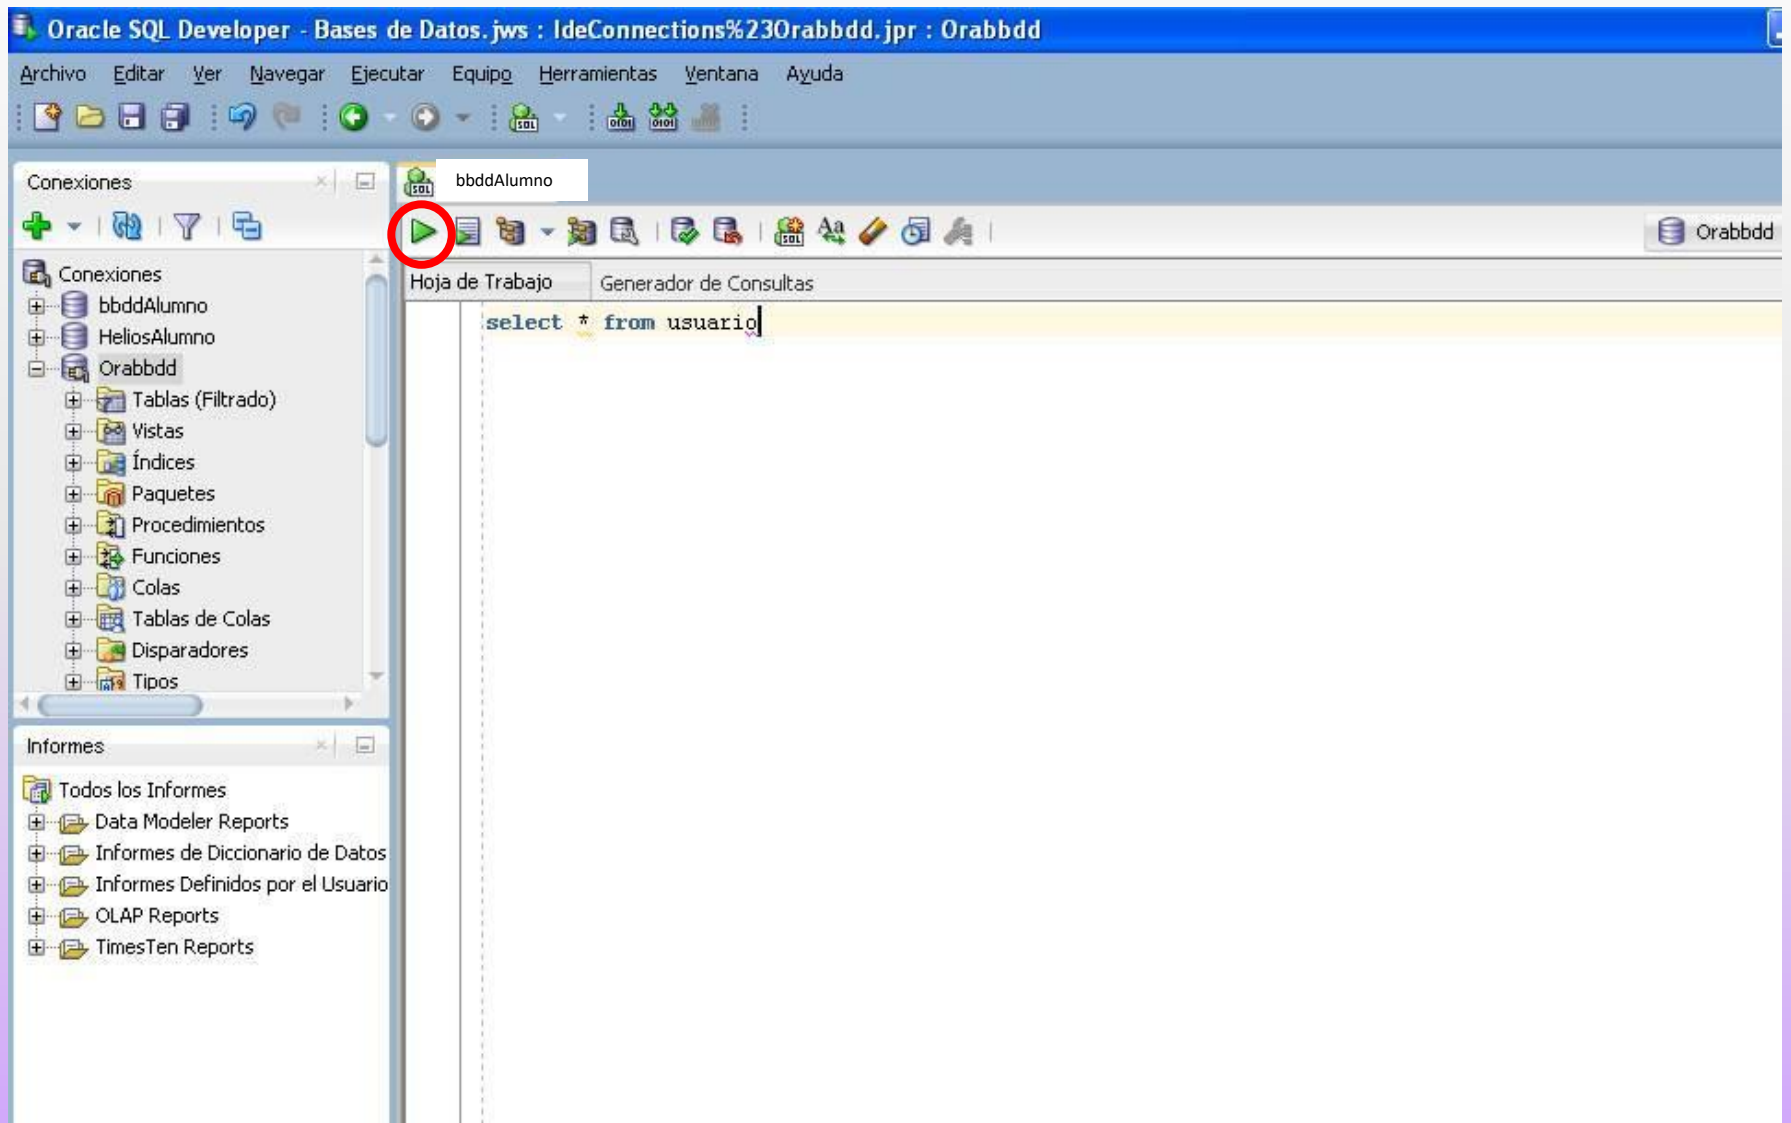 Oracle SQL Developer - Bases de Datos.jws : IdeConnections%23Orabbdd.jpr : Orabbdd
Archivo Editar Ver Navegar Ejecutar Equipo Herramientas Ventana Ayuda
Conexiones
bbddAlumno
Orabbdd
Hoja de Trabajo Generador de Consultas
select * from usuario
Conexiones
bbddAlumno
HeliosAlumno
Orabbdd
Tablas (Filtrado)
Vistas
Índices
Paquetes
Procedimientos
Funciones
Colas
Tablas de Colas
Disparadores
Tipos
Informes
Todos los Informes
Data Modeler Reports
Informes de Diccionario de Datos
Informes Definidos por el Usuario
OLAP Reports
TimesTen Reports